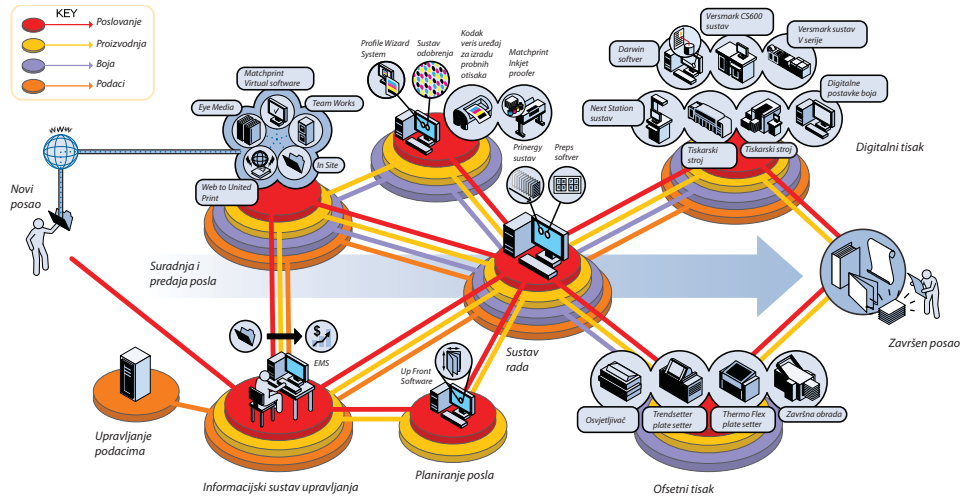 KEY
Poslovanje
Proizvodnja
Boja
Podaci
www
Novi
posao
Matchprint
Virtual software
Eye Media
Team Works
In Site
Web to United
Print
Suradnja i
predaja posla
Profile Wizard
System
Sustav
odobrenja
Kodak
veris uređaj
za izradu
probnih
otisaka
Matchprint
Inkjet
proofer
Prinergy
sustav
Preps
softver
Sustav
rada
Darwin
softver
Versmark CS600
sustav
Versmark sustav
V serije
Next Station
sustav
Digitalne
postavke boja
Tiskarski
stroj
Tiskarski stroj
Digitalni tisak
Završen posao
$
EMS
Up Front
Software
Upravljanje
podacima
Informacijski sustav upravljanja
Planiranje posla
Osvjetljivač
Trendsetter
plate setter
Thermo Flex
plate setter
Završna obrada
Ofsetni tisak